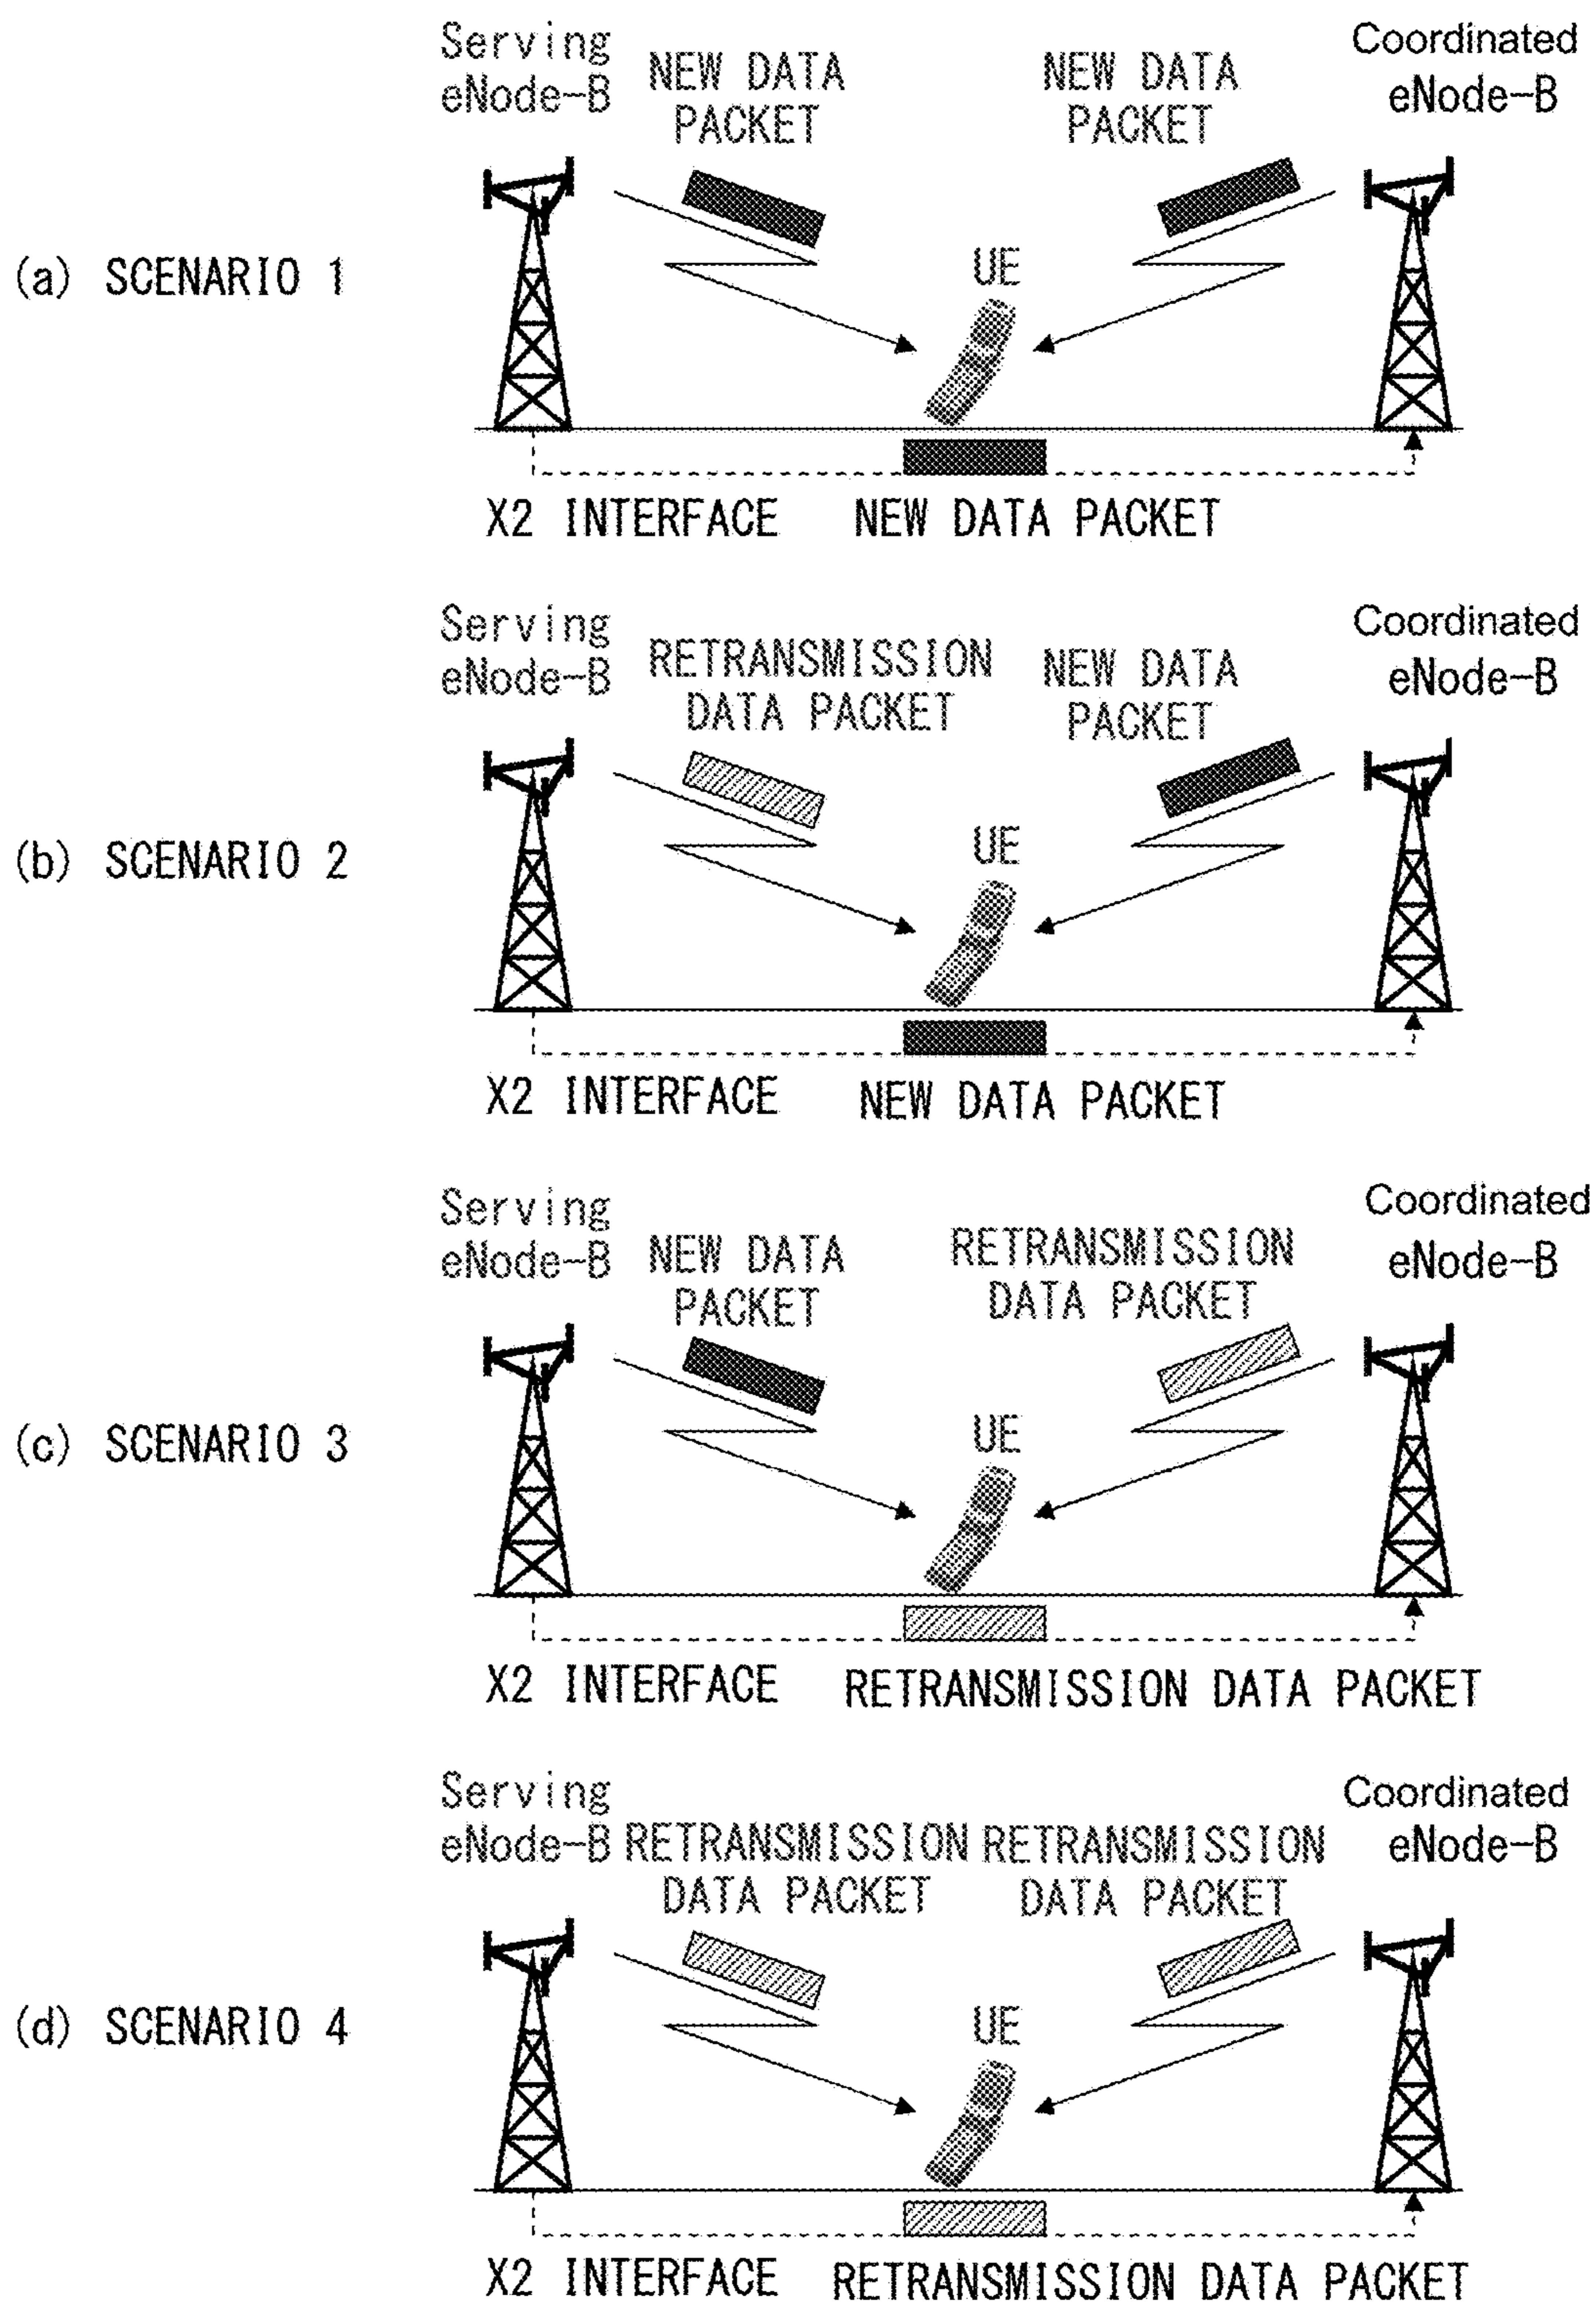 Serving
eNode-B
NEW DATA
PACKET
NEW DATA
PACKET
Coordinated
eNode-B
(a) SCENARIO 1
UE
X2 INTERFACE
NEW DATA PACKET
Serving
eNode-B
RETRANSMISSION
DATA PACKET
NEW DATA
PACKET
Coordinated
eNode-B
(b) SCENARIO 2
UE
X2 INTERFACE
NEW DATA PACKET
Serving
eNode-B
NEW DATA
PACKET
RETRANSMISSION
DATA PACKET
Coordinated
eNode-B
(c) SCENARIO 3
UE
X2 INTERFACE
RETRANSMISSION DATA PACKET
Serving
eNode-B
RETRANSMISSION
DATA PACKET
RETRANSMISSION
DATA PACKET
Coordinated
eNode-B
(d) SCENARIO 4
UE
X2 INTERFACE
RETRANSMISSION DATA PACKET